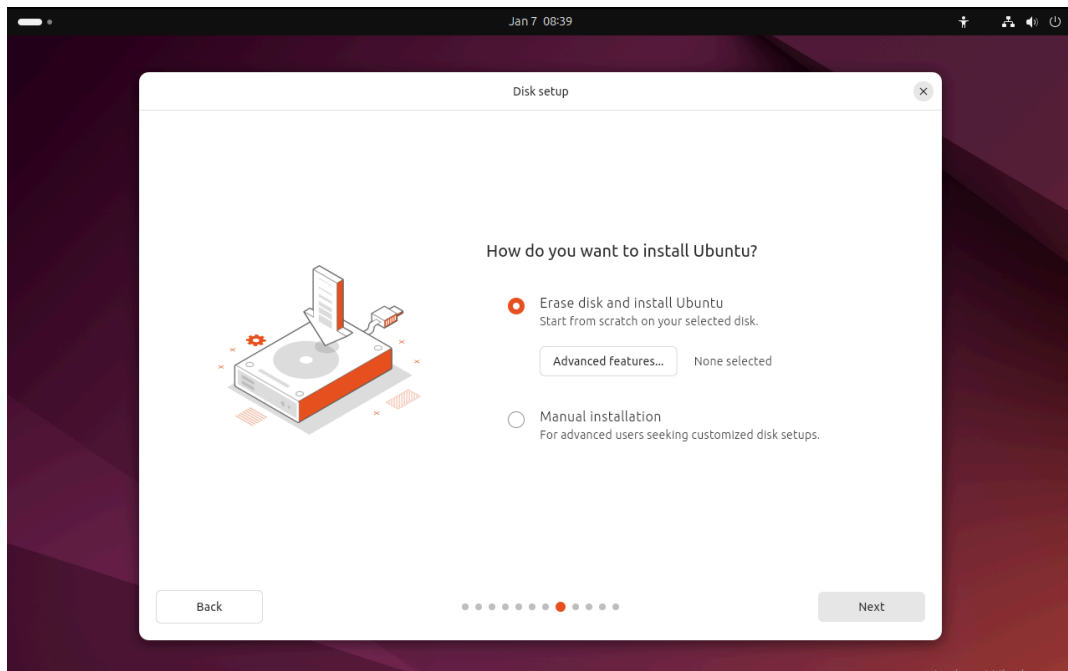 Jan 7 08:39
Disk setup
How do you want to install Ubuntu?
Erase disk and install Ubuntu
Start from scratch on your selected disk.
Advanced features... None selected
Manual installation
For advanced users seeking customized disk setups.
Back Next